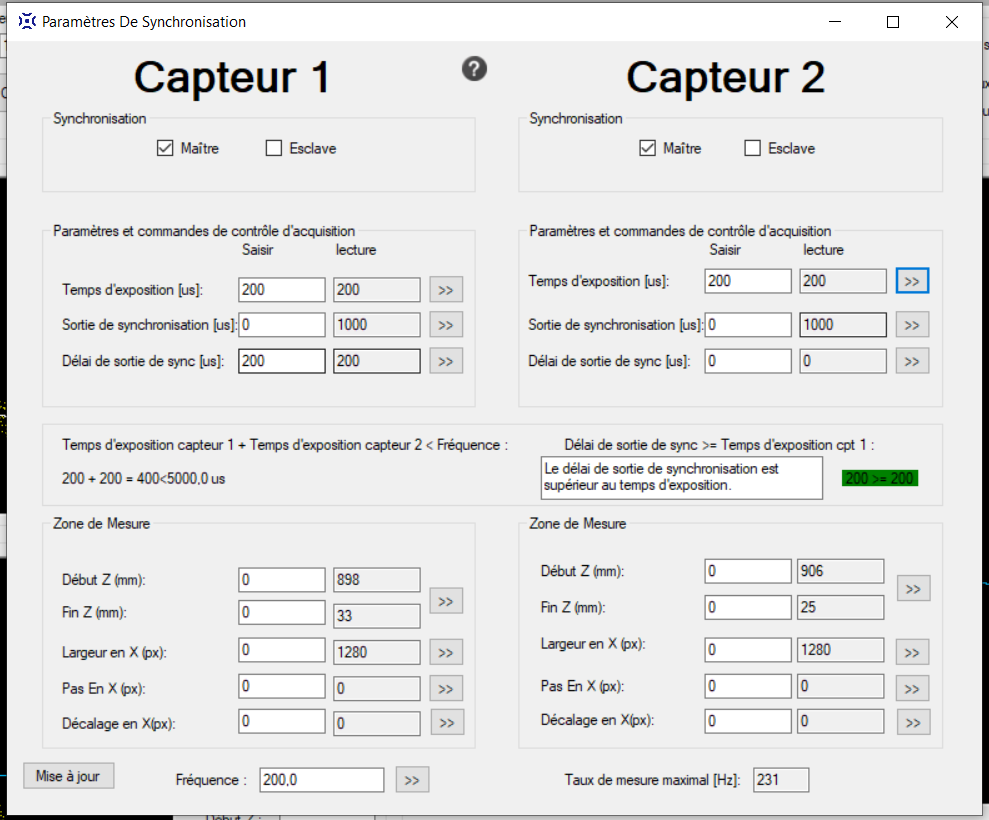 Paramètres De Synchronisation
Capteur 1
?
Capteur 2
Synchronisation
Maître
Esclave
Synchronisation
Maître
Esclave
Paramètres et commandes de contrôle d'acquisition
Saisir
lecture
Temps d'exposition [us]:
200
200
>>
Sortie de synchronisation [us]:
0
1000
>>
Délai de sortie de sync [us]:
200
200
>>
Paramètres et commandes de contrôle d'acquisition
Saisir
lecture
Temps d'exposition [us]:
200
200
>>
Sortie de synchronisation [us]:
0
1000
>>
Délai de sortie de sync [us]:
0
0
>>
Temps d'exposition capteur 1 + Temps d'exposition capteur 2 < Fréquence :
200 + 200 = 400<5000,0 us
Délai de sortie de sync >= Temps d'exposition cpt 1 :
Le délai de sortie de synchronisation est
supérieur au temps d'exposition.
200 >= 200
Zone de Mesure
Début Z (mm):
0
898
Fin Z (mm):
0
33
>>
Largeur en X (px):
0
1280
>>
Pas En X (px):
0
0
>>
Décalage en X(px):
0
0
>>
Zone de Mesure
Début Z (mm):
0
906
Fin Z (mm):
0
25
>>
Largeur en X (px):
0
1280
>>
Pas En X (px):
0
0
>>
Décalage en X(px):
0
0
>>
Mise à jour
Fréquence :
200,0
>>
Taux de mesure maximal [Hz]:
231